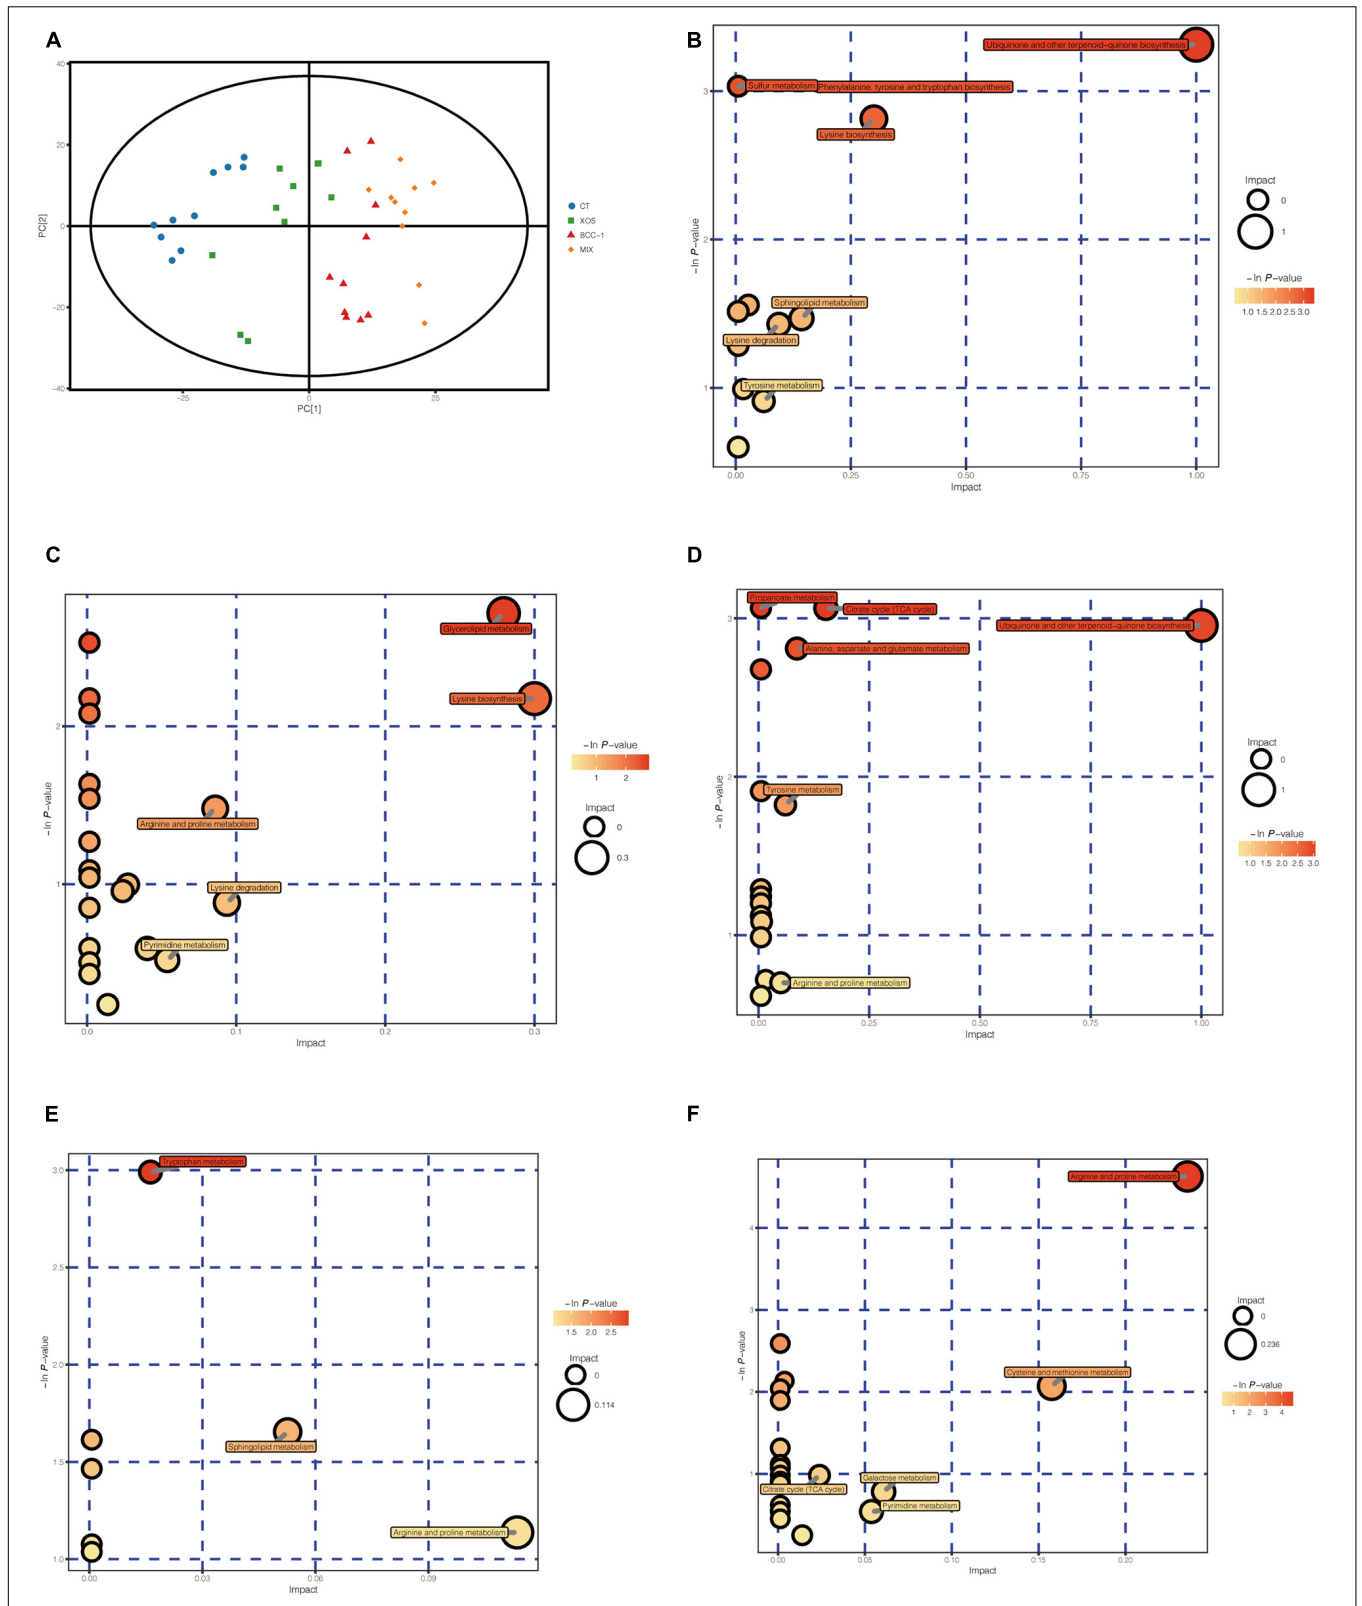 A
40
20
0
−20
−40
PC[2]
−25
0
25
PC[1]
CT
XOS
BCC−1
MIX
B
Ubiquinone and other terpenoid−quinone biosynthesis
Sulfur metabolism
Phenylalanine, tyrosine and tryptophan biosynthesis
Lysine biosynthesis
Sphingolipid metabolism
Lysine degradation
Tyrosine metabolism
3
2
1
−ln P−value
0.00
0.25
0.50
0.75
1.00
Impact
Impact
0
1
−ln P−value
1.0 1.5 2.0 2.5 3.0
C
Glycerolipid metabolism
Lysine biosynthesis
Arginine and proline metabolism
Lysine degradation
Pyrimidine metabolism
2
1
−ln P−value
0.0
0.1
0.2
0.3
Impact
−ln P−value
1 2
Impact
0
0.3
D
Propanoate metabolism
Citrate cycle (TCA cycle)
Ubiquinone and other terpenoid−quinone biosynthesis
Alanine, aspartate and glutamate metabolism
Tyrosine metabolism
Arginine and proline metabolism
3
2
1
−ln P−value
0.00
0.25
0.50
0.75
1.00
Impact
Impact
0
1
−ln P−value
1.0 1.5 2.0 2.5 3.0
E
Tryptophan metabolism
Sphingolipid metabolism
Arginine and proline metabolism
3.0
2.5
2.0
1.5
1.0
−ln P−value
0.00
0.03
0.06
0.09
Impact
−ln P−value
1.5 2.0 2.5
Impact
0
0.114
F
Arginine and proline metabolism
Cysteine and methionine metabolism
Galactose metabolism
Citrate cycle (TCA cycle)
Pyrimidine metabolism
4
3
2
1
−ln P−value
0.00
0.05
0.10
0.15
0.20
Impact
Impact
0
0.236
−ln P−value
1 2 3 4